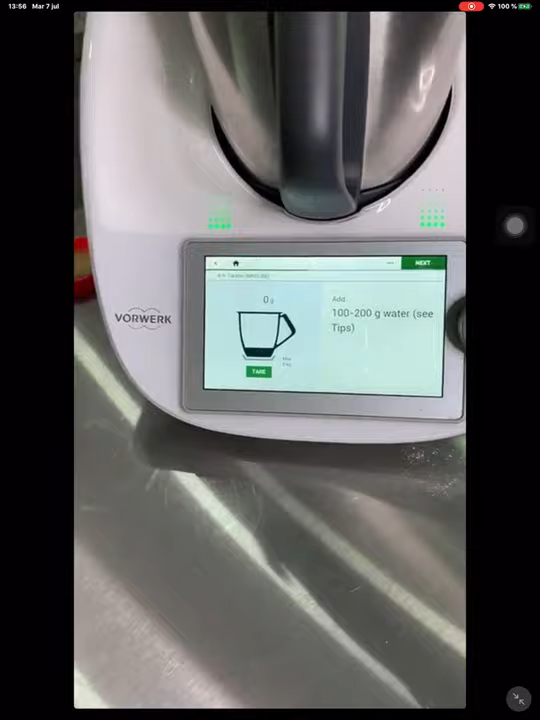 13:56 Mar 7 jul
100 %
NEXT
0 g
Add
100-200 g water (see
Tips)
TARE
VORWERK